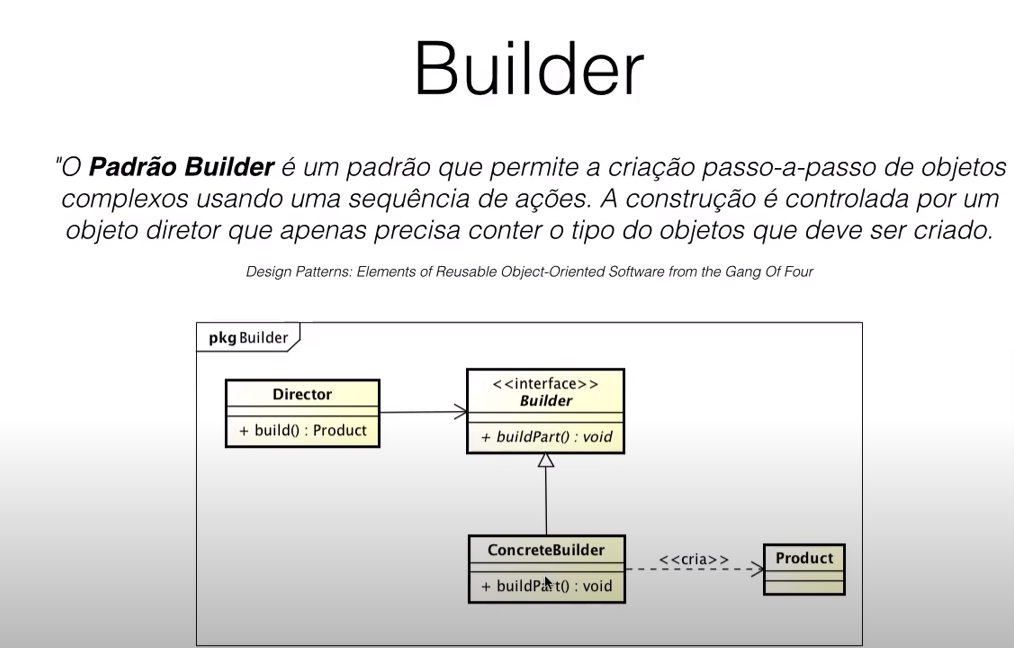 Builder
"O Padrão Builder é um padrão que permite a criação passo-a-passo de objetos
complexos usando uma sequência de ações. A construção é controlada por um
objeto diretor que apenas precisa conter o tipo do objetos que deve ser criado.
Design Patterns: Elements of Reusable Object-Oriented Software from the Gang Of Four
pkg Builder
Director
+ build() : Product
<<interface>>
Builder
+ buildPart() : void
ConcreteBuilder
+ buildPart() : void
<<cria>>
Product